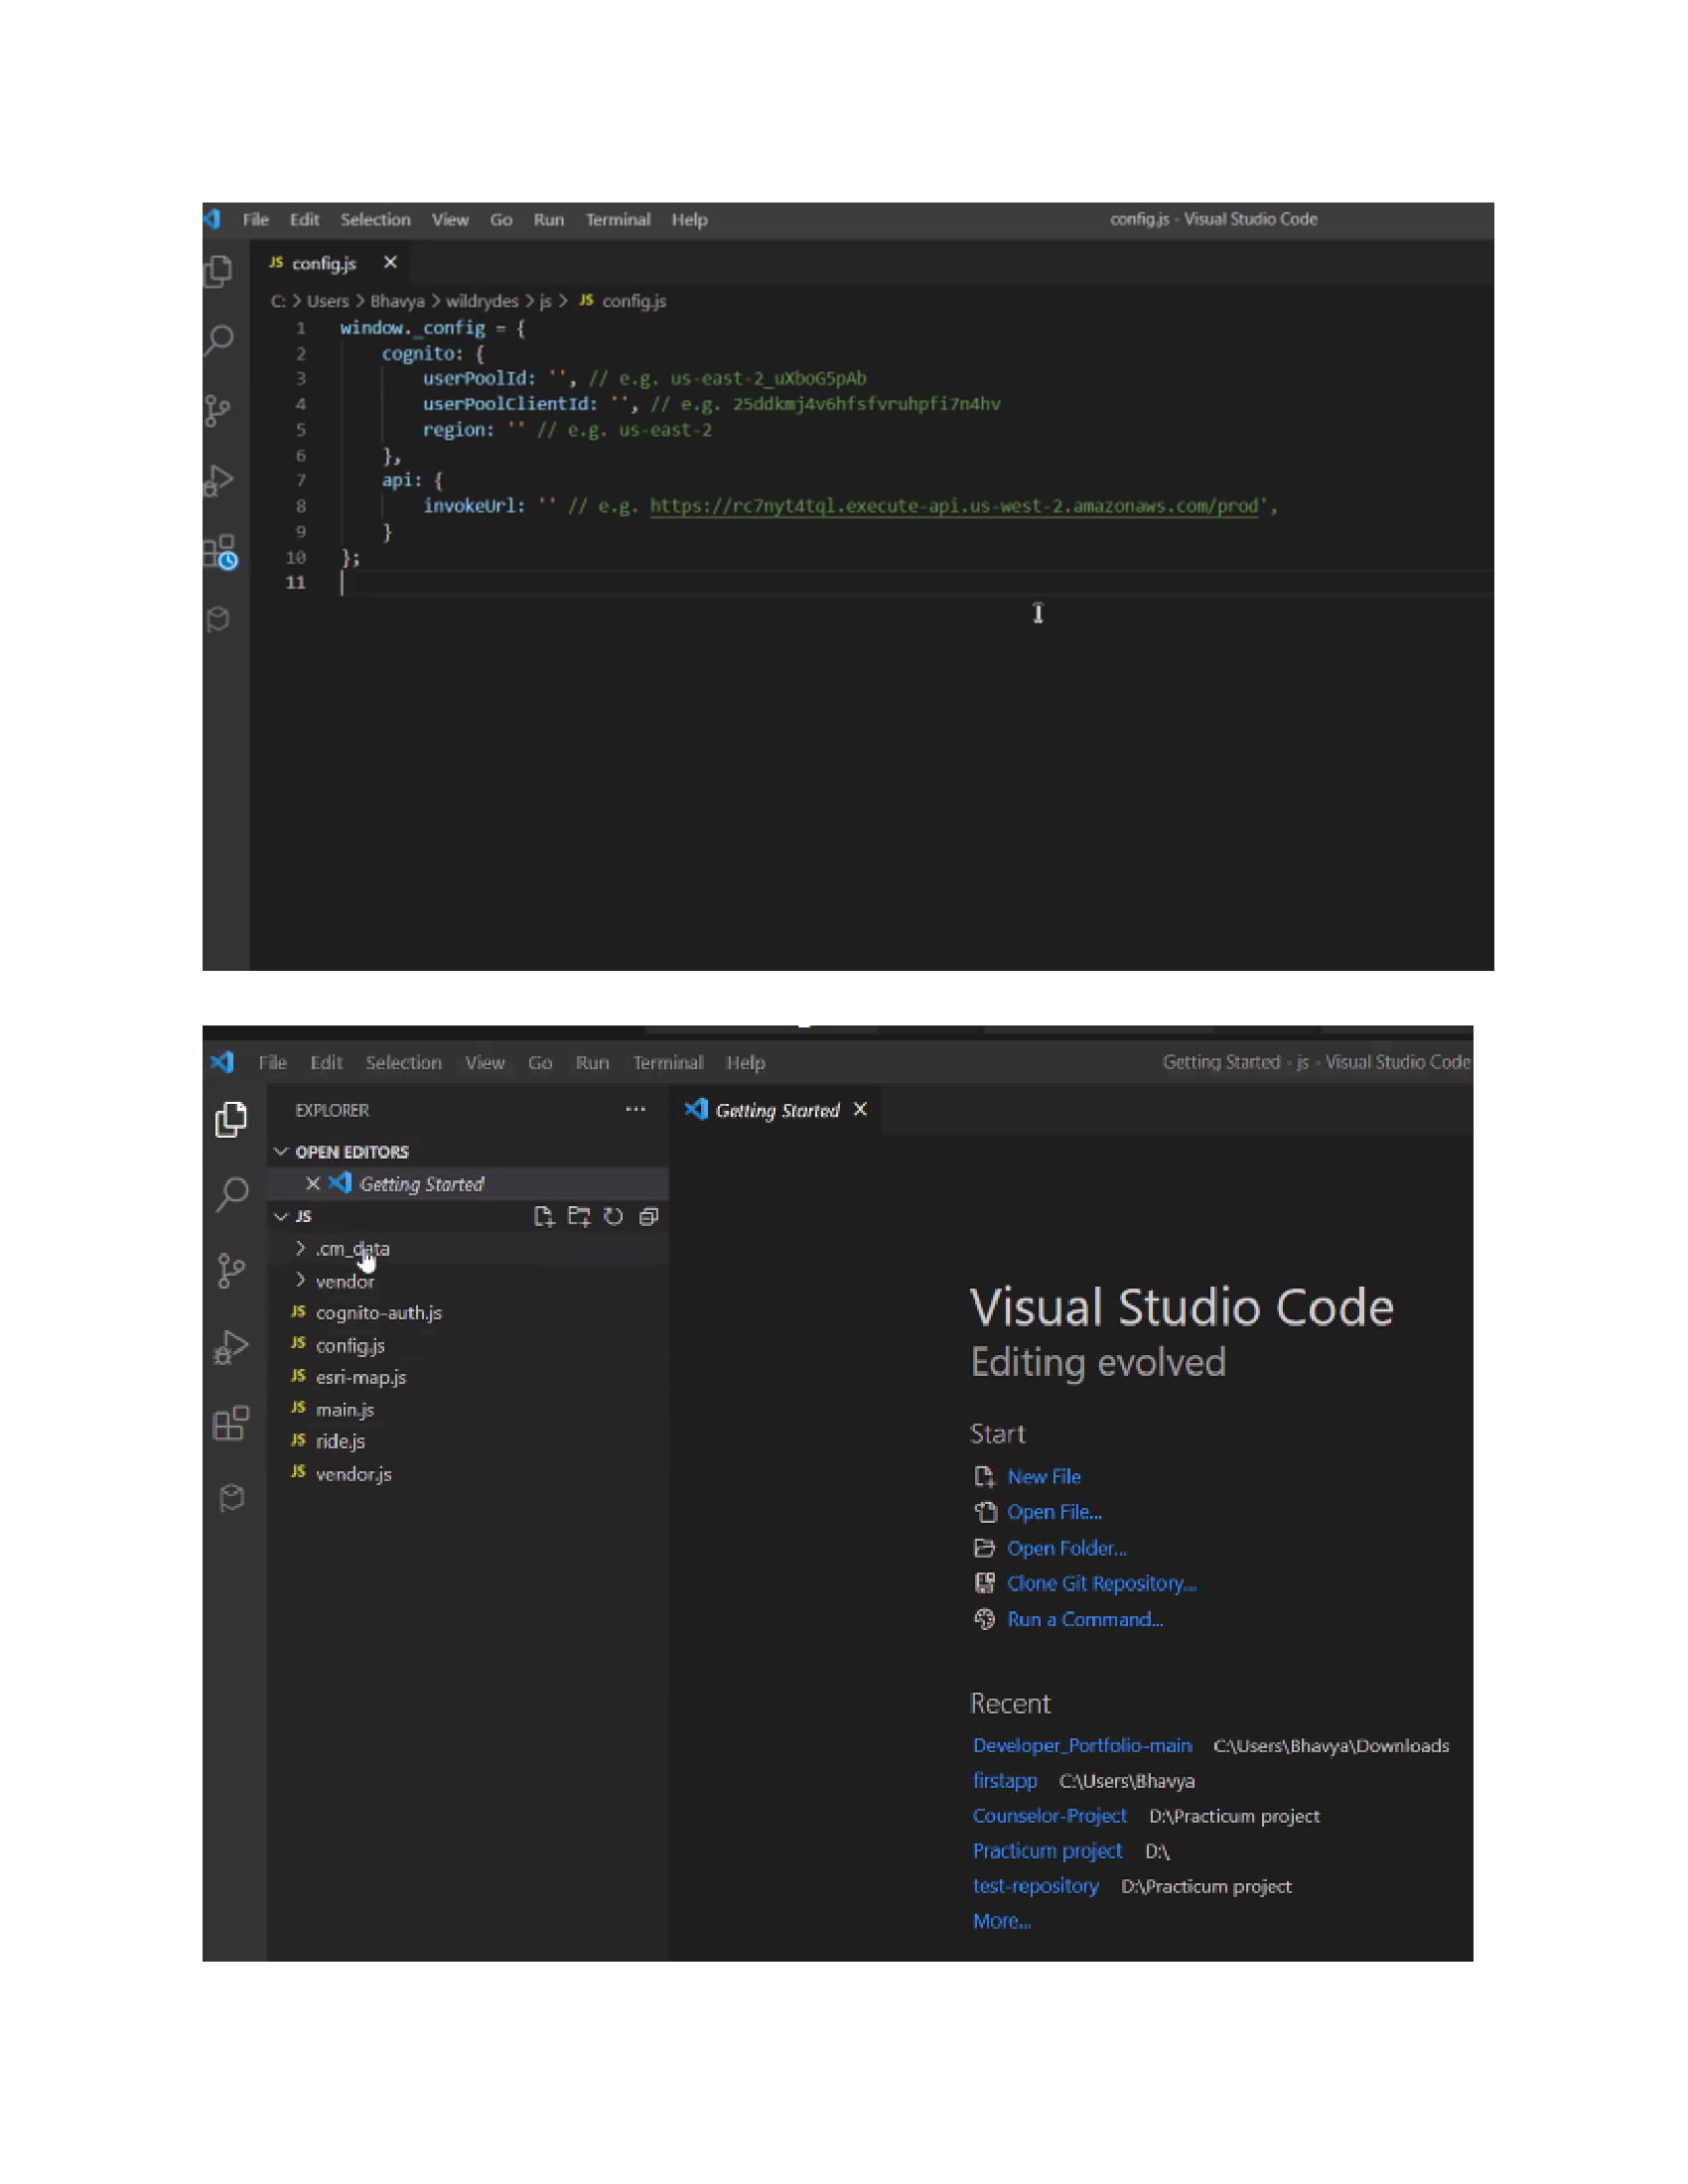 File Edit Selection View Go Run Terminal Help config.js - Visual Studio Code
JS config.js
C: > Users > Bhavya > wildrydes > js > JS config.js
1 window._config = {
2 cognito: {
3 userPoolId: '', // e.g. us-east-2_uXboG5pAb
4 userPoolClientId: '', // e.g. 25ddkmj4v6hfsfvruhpfi7n4hv
5 region: '' // e.g. us-east-2
6 },
7 api: {
8 invokeUrl: '' // e.g. https://rc7nyt4tql.execute-api.us-west-2.amazonaws.com/prod',
9 }
10 };
11
File Edit Selection View Go Run Terminal Help Getting Started - js - Visual Studio Code
EXPLORER
Getting Started
OPEN EDITORS
Getting Started
JS
.cm_data
vendor
JS cognito-auth.js
JS config.js
JS esri-map.js
JS main.js
JS ride.js
JS vendor.js
Visual Studio Code
Editing evolved
Start
New File
Open File...
Open Folder...
Clone Git Repository...
Run a Command...
Recent
Developer_Portfolio-main C:\Users\Bhavya\Downloads
firstapp C:\Users\Bhavya
Counselor-Project D:\Practicum project
Practicum project D:\
test-repository D:\Practicum project
More...